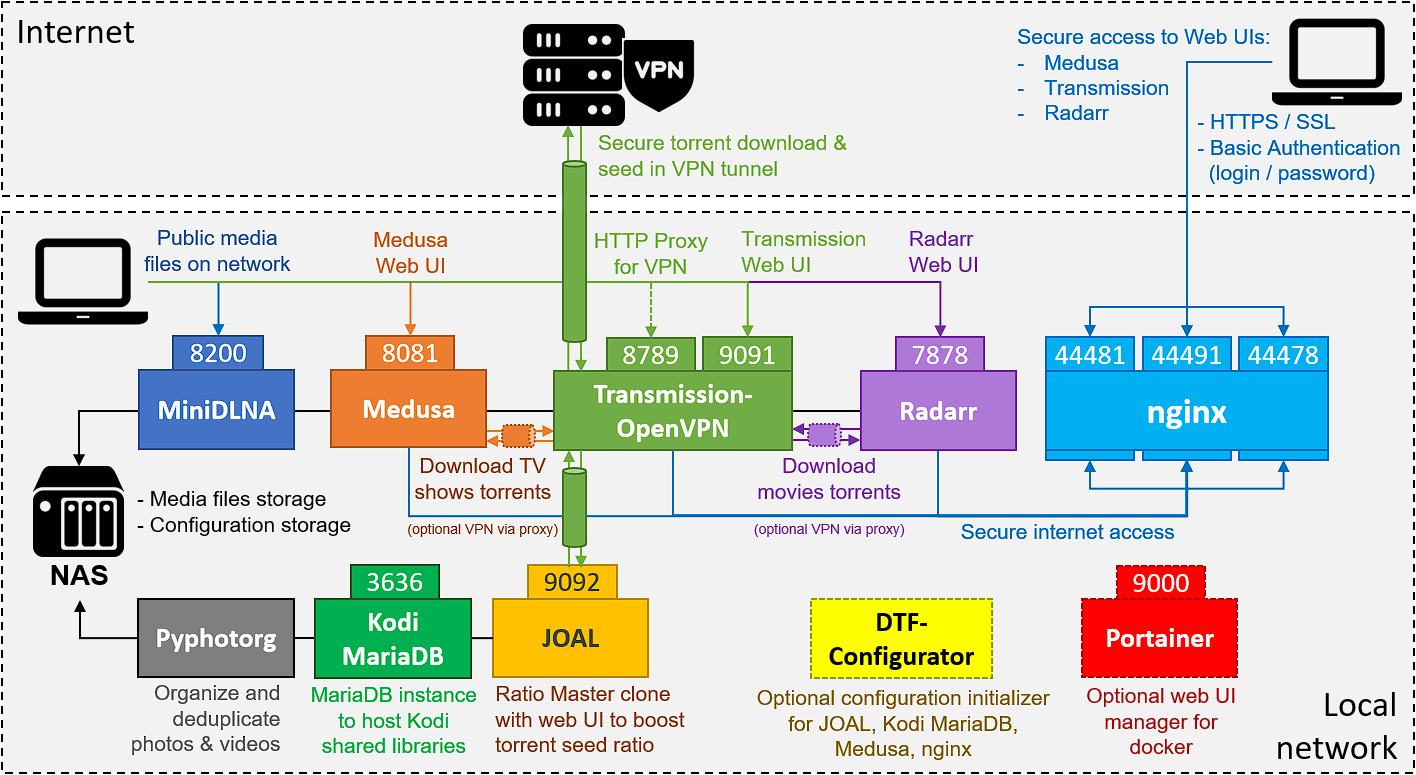 Internet
VPN
Secure torrent download &
seed in VPN tunnel
Secure access to Web UIs:
- Medusa
- Transmission
- Radarr
- HTTPS / SSL
- Basic Authentication
(login / password)
Public media
files on network
Medusa
Web UI
HTTP Proxy
for VPN
Transmission
Web UI
Radarr
Web UI
8200
8081
8789
9091
7878
44481
44491
44478
MiniDLNA
Medusa
Transmission-
OpenVPN
Radarr
nginx
Download TV
shows torrents
(optional VPN via proxy)
Download
movies torrents
(optional VPN via proxy)
Secure internet access
- Media files storage
- Configuration storage
NAS
3636
9092
9000
Pyphotorg
Kodi
MariaDB
JOAL
DTF-
Configurator
Portainer
Organize and
deduplicate
photos & videos
MariaDB instance
to host Kodi
shared libraries
Ratio Master clone
with web UI to boost
torrent seed ratio
Optional configuration initializer
for JOAL, Kodi MariaDB,
Medusa, nginx
Optional web UI
manager for
docker
Local
network